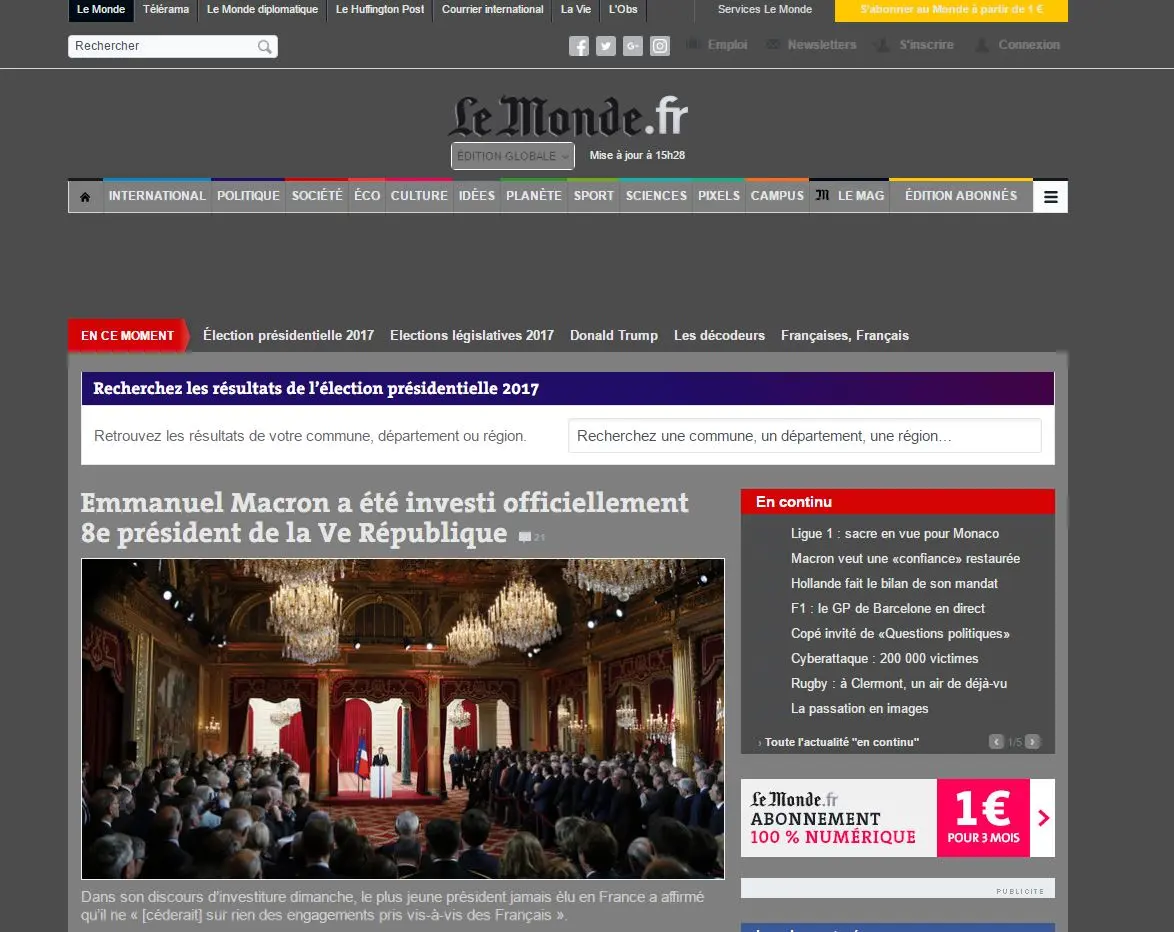 Le Monde Télérama Le Monde diplomatique Le Huffington Post Courrier international La Vie L'Obs Services Le Monde S'abonner au Monde à partir de 1 €
Rechercher Emploi Newsletters S'inscrire Connexion
Le Monde.fr
ÉDITION GLOBALE Mise à jour à 15h28
INTERNATIONAL POLITIQUE SOCIÉTÉ ÉCO CULTURE IDÉES PLANÈTE SPORT SCIENCES PIXELS CAMPUS M LE MAG ÉDITION ABONNÉS
EN CE MOMENT Élection présidentielle 2017 Elections législatives 2017 Donald Trump Les décodeurs Françaises, Français
Recherchez les résultats de l'élection présidentielle 2017
Retrouvez les résultats de votre commune, département ou région. Recherchez une commune, un département, une région…
Emmanuel Macron a été investi officiellement
8e président de la Ve République 21
Dans son discours d'investiture dimanche, le plus jeune président jamais élu en France a affirmé
qu'il ne « [céderait] sur rien des engagements pris vis-à-vis des Français ».
En continu
Ligue 1 : sacre en vue pour Monaco
Macron veut une «confiance» restaurée
Hollande fait le bilan de son mandat
F1 : le GP de Barcelone en direct
Copé invité de «Questions politiques»
Cyberattaque : 200 000 victimes
Rugby : à Clermont, un air de déjà-vu
La passation en images
› Toute l'actualité "en continu" 1/5
Le Monde.fr
ABONNEMENT
100 % NUMÉRIQUE
1€
POUR 3 MOIS
PUBLICITE